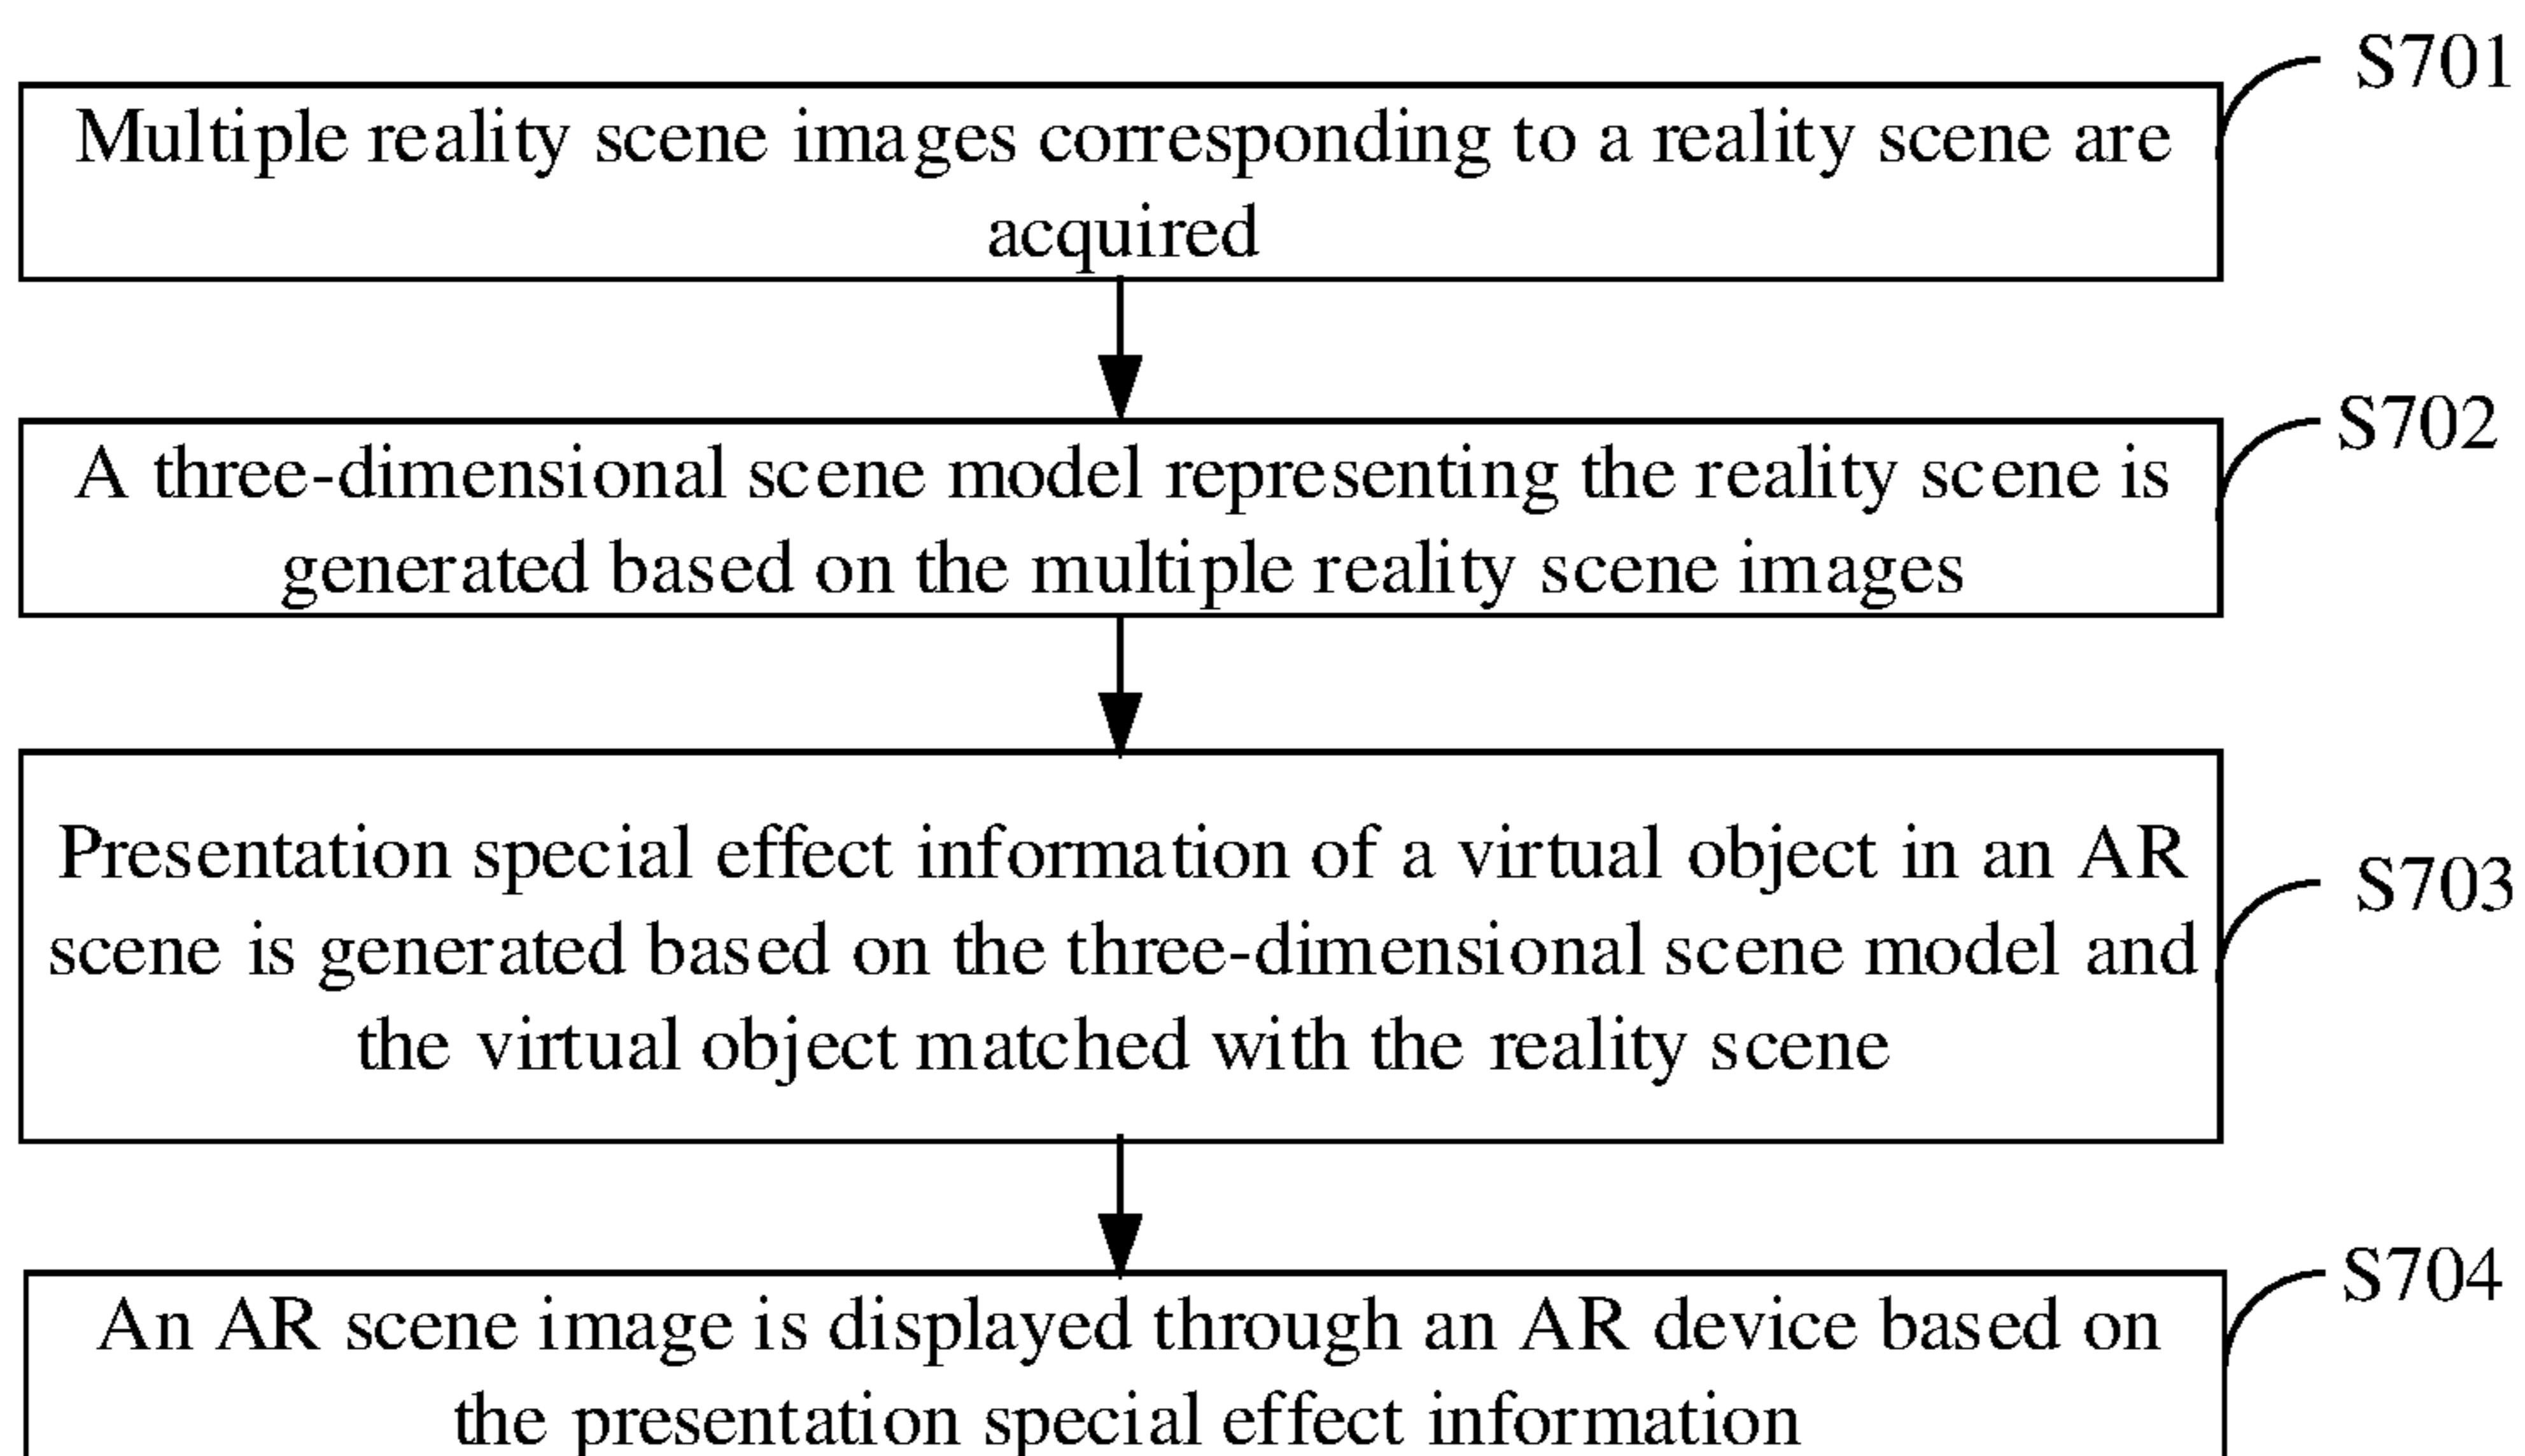 S701
Multiple reality scene images corresponding to a reality scene are
acquired
S702
A three-dimensional scene model representing the reality scene is
generated based on the multiple reality scene images
Presentation special effect information of a virtual object in an AR
S703
scene is generated based on the three-dimensional scene model and
the virtual object matched with the reality scene
S704
An AR scene image is displayed through an AR device based on
the presentation special effect information